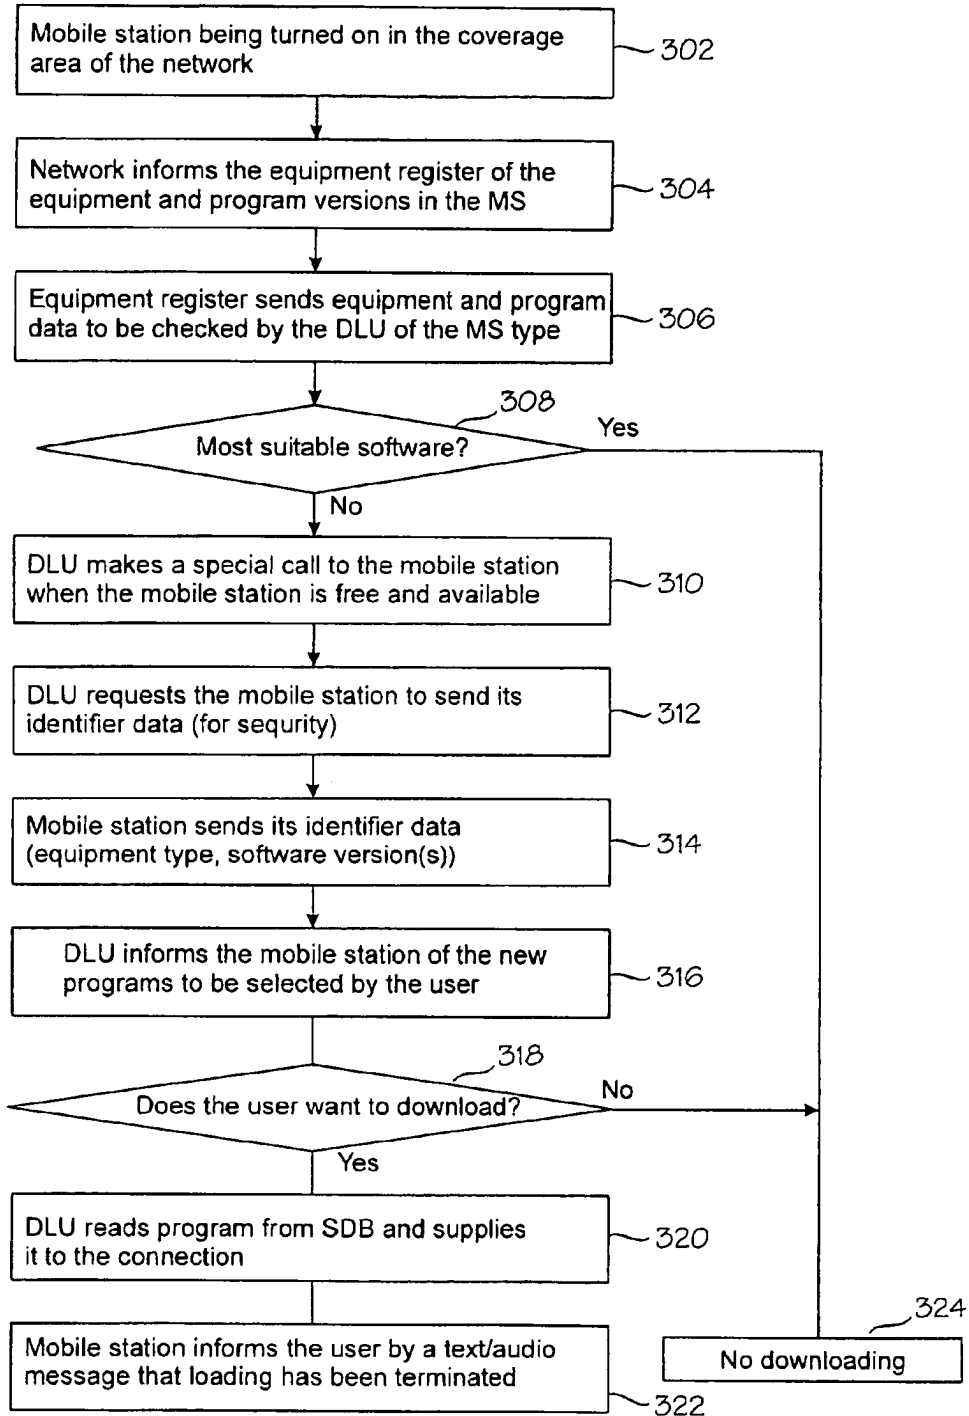 Mobile station being turned on in the coverage
area of the network
302
Network informs the equipment register of the
equipment and program versions in the MS
304
Equipment register sends equipment and program
data to be checked by the DLU of the MS type
306
308
Most suitable software?
Yes
No
DLU makes a special call to the mobile station
when the mobile station is free and available
310
DLU requests the mobile station to send its
identifier data (for sequrity)
312
Mobile station sends its identifier data
(equipment type, software version(s))
314
DLU informs the mobile station of the new
programs to be selected by the user
316
318
Does the user want to download?
No
Yes
DLU reads program from SDB and supplies
it to the connection
320
Mobile station informs the user by a text/audio
message that loading has been terminated
322
324
No downloading